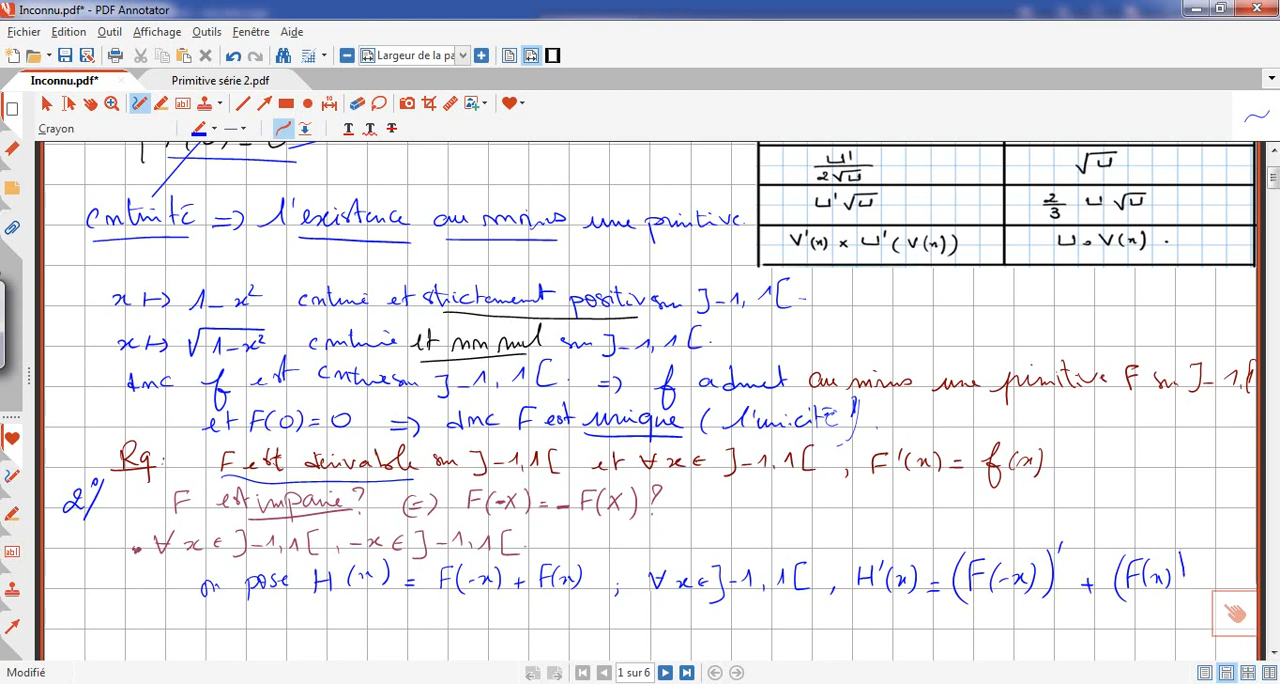 Inconnu.pdf* - PDF Annotator
Fichier Edition Outil Affichage Outils Fenêtre Aide
Largeur de la pa
Inconnu.pdf* Primitive série 2.pdf
Crayon
U' / 2√U √U
U'√U 2/3 U√U
V'(x) × U'(V(x)) U∘V(x).
continuité => l'existence au moins une primitive.
x ↦ 1-x² continue et strictement positive sur ]-1,1[.
x ↦ √(1-x²) continue et non nul sur ]-1,1[.
donc f est continue sur ]-1,1[. => f admet au moins une primitive F sur ]-1,1[
et F(0)=0 => donc F est unique (l'unicité).
Rq: F est dérivable sur ]-1,1[ et ∀x∈ ]-1,1[, F'(x)= f(x)
2°/ F est impaire? (=) F(-x)=-F(x)?
• ∀x∈]-1,1[, -x∈]-1,1[.
on pose H(x) = F(-x)+F(x) ; ∀x∈]-1,1[, H'(x)=(F(-x))' + (F(x)
1 sur 6
Modifié